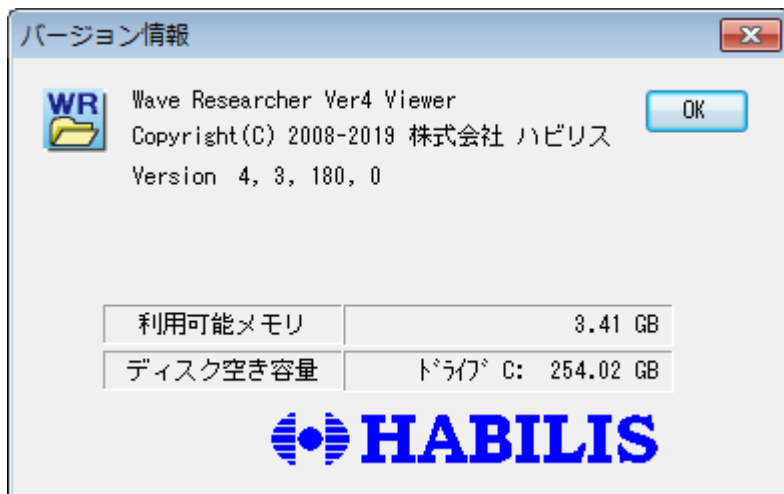 バージョン情報
WR
Wave Researcher Ver4 Viewer
OK
Copyright(C) 2008-2019 株式会社 ハビリス
Version 4, 3, 180, 0
利用可能メモリ 3.41 GB
ディスク空き容量 ﾄﾞﾗｲﾌﾞ C: 254.02 GB
HABILIS